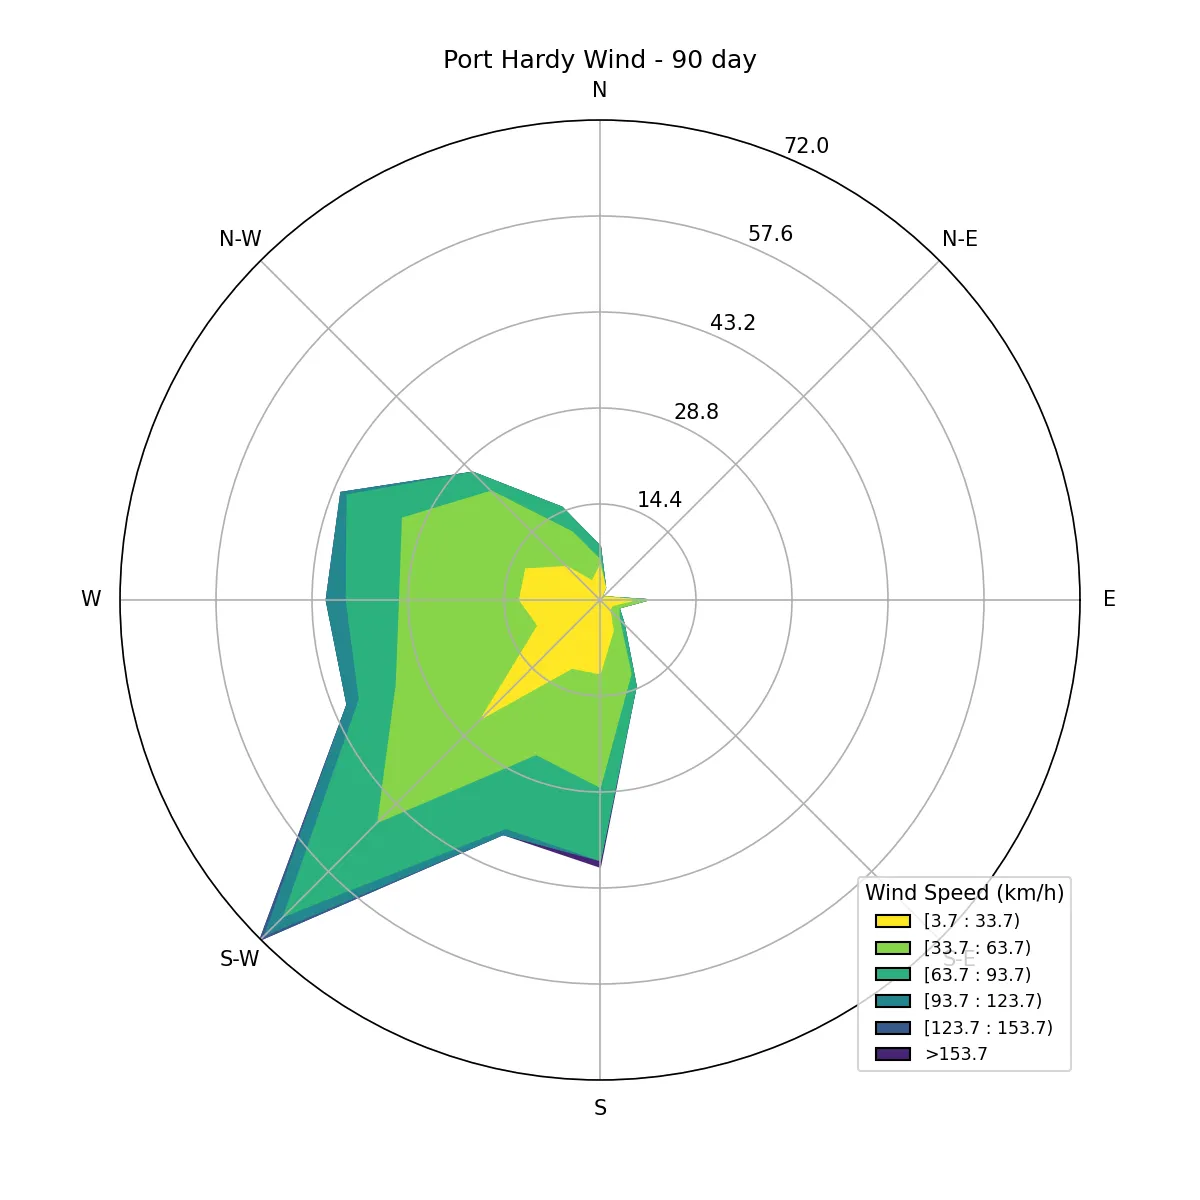 Port Hardy Wind - 90 day
N
72.0
57.6
N-W
N-E
43.2
28.8
14.4
W
E
S-W
S-E
S
Wind Speed (km/h)
[3.7 : 33.7)
[33.7 : 63.7)
[63.7 : 93.7)
[93.7 : 123.7)
[123.7 : 153.7)
>153.7